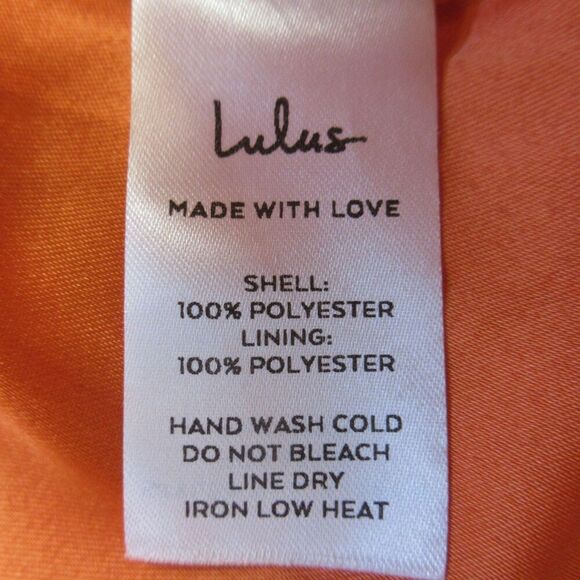 Lulus
MADE WITH LOVE
SHELL:
100% POLYESTER
LINING:
100% POLYESTER
HAND WASH COLD
DO NOT BLEACH
LINE DRY
IRON LOW HEAT